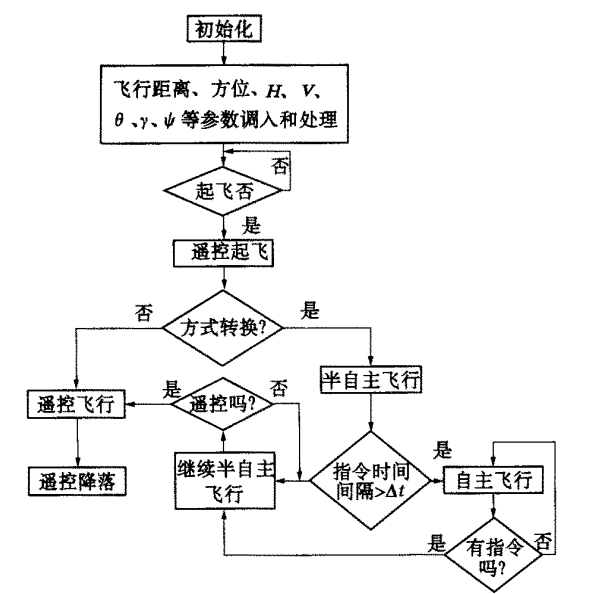 初始化
飞行距离、方位、H、V、
θ、γ、ψ等参数调入和处理
否
起飞否
是
遥控起飞
否
是
方式转换?
半自主飞行
是
否
遥控飞行
遥控吗?
遥控降落
继续半自主
飞行
指令时间
间隔>Δt
是
自主飞行
是
有指令
吗?
否